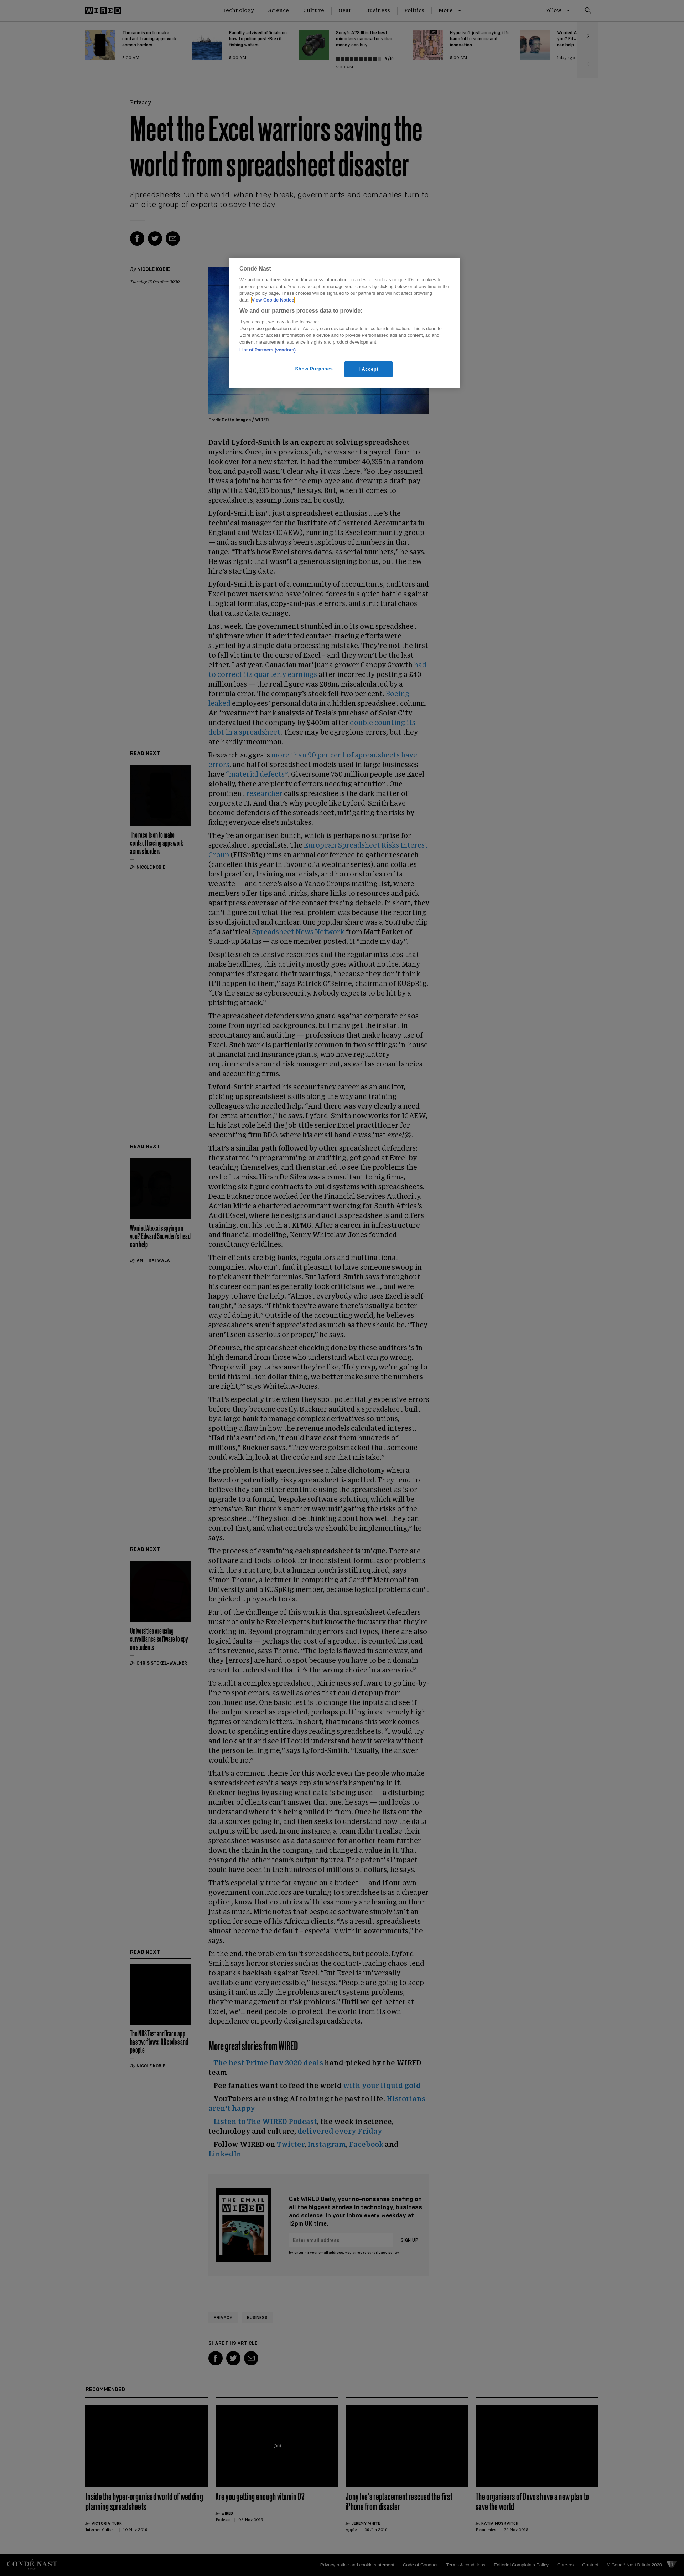 WIRED
Technology
Science
Culture
Gear
Business
Politics
More
Follow
The race is on to make
contact tracing apps work
across borders
5:00 AM
Faculty advised officials on
how to police post-Brexit
fishing waters
5:00 AM
Sony's A7S III is the best
mirrorless camera for video
money can buy
9/10
5:00 AM
Hype isn't just annoying, it's
harmful to science and
innovation
5:00 AM
Worried A
you? Edw
can help
1 day ago
Privacy
Meet the Excel warriors saving the
world from spreadsheet disaster
Spreadsheets run the world. When they break, governments and companies turn to
an elite group of experts to save the day
By NICOLE KOBIE
Tuesday 13 October 2020
Condé Nast
We and our partners store and/or access information on a device, such as unique IDs in cookies to
process personal data. You may accept or manage your choices by clicking below or at any time in the
privacy policy page. These choices will be signaled to our partners and will not affect browsing
data. View Cookie Notice
We and our partners process data to provide:
If you accept, we may do the following:
Use precise geolocation data . Actively scan device characteristics for identification. This is done to
Store and/or access information on a device and to provide Personalised ads and content, ad and
content measurement, audience insights and product development.
List of Partners (vendors)
Show Purposes
I Accept
Getty Images / WIRED
David Lyford-Smith is an expert at solving spreadsheet
mysteries. Once, in a previous job, he was sent a payroll form to
look over for a new starter. It had the number 40,335 in a random
box, and payroll wasn't clear why it was there. “So they assumed
it was a joining bonus for the employee and drew up a draft pay
slip with a £40,335 bonus,” he says. But, when it comes to
spreadsheets, assumptions can be costly.
Lyford-Smith isn't just a spreadsheet enthusiast. He's the
technical manager for the Institute of Chartered Accountants in
England and Wales (ICAEW), running its Excel community group
— and as such has always been suspicious of numbers in that
range. “That's how Excel stores dates, as serial numbers,” he says.
He was right: that wasn't a generous signing bonus, but the new
hire's starting date.
Lyford-Smith is part of a community of accountants, auditors and
Excel power users who have joined forces in a quiet battle against
illogical formulas, copy-and-paste errors, and structural chaos
that cause data carnage.
Last week, the government stumbled into its own spreadsheet
nightmare when it admitted contact-tracing efforts were
stymied by a simple data processing mistake. They're not the first
to fall victim to the curse of Excel – and they won't be the last
either. Last year, Canadian marijuana grower Canopy Growth had
to correct its quarterly earnings after incorrectly posting a £40
million loss — the real figure was £88m, miscalculated by a
formula error. The company's stock fell two per cent. Boeing
leaked employees' personal data in a hidden spreadsheet column.
An investment bank analysis of Tesla's purchase of Solar City
undervalued the company by $400m after double counting its
debt in a spreadsheet. These may be egregious errors, but they
are hardly uncommon.
Research suggests more than 90 per cent of spreadsheets have
errors, and half of spreadsheet models used in large businesses
have “material defects”. Given some 750 million people use Excel
globally, there are plenty of errors needing attention. One
prominent researcher calls spreadsheets the dark matter of
corporate IT. And that's why people like Lyford-Smith have
become defenders of the spreadsheet, mitigating the risks by
fixing everyone else's mistakes.
READ NEXT
The race is on to make
contact tracing apps work
across borders
By NICOLE KOBIE
They're an organised bunch, which is perhaps no surprise for
spreadsheet specialists. The European Spreadsheet Risks Interest
Group (EUSpRig) runs an annual conference to gather research
(cancelled this year in favour of a webinar series), and collates
best practice, training materials, and horror stories on its
website — and there's also a Yahoo Groups mailing list, where
members offer tips and tricks, share links to resources and pick
apart press coverage of the contact tracing debacle. In short, they
can't figure out what the real problem was because the reporting
is so disjointed and unclear. One popular share was a YouTube clip
of a satirical Spreadsheet News Network from Matt Parker of
Stand-up Maths — as one member posted, it “made my day”.
Despite such extensive resources and the regular missteps that
make headlines, this activity mostly goes without notice. Many
companies disregard their warnings, “because they don't think
it'll happen to them,” says Patrick O'Beirne, chairman of EUSpRig.
“It's the same as cybersecurity. Nobody expects to be hit by a
phishing attack.”
The spreadsheet defenders who guard against corporate chaos
come from myriad backgrounds, but many get their start in
accountancy and auditing — professions that make heavy use of
Excel. Such work is particularly common in two settings: in-house
at financial and insurance giants, who have regulatory
requirements around risk management, as well as consultancies
and accounting firms.
Lyford-Smith started his accountancy career as an auditor,
picking up spreadsheet skills along the way and training
colleagues who needed help. “And there was very clearly a need
for extra attention,” he says. Lyford-Smith now works for ICAEW,
in his last role he held the job title senior Excel practitioner for
accounting firm BDO, where his email handle was just excel@.
READ NEXT
Worried Alexa is spying on
you? Edward Snowden's head
can help
By AMIT KATWALA
That's a similar path followed by other spreadsheet defenders:
they started in programming or auditing, got good at Excel by
teaching themselves, and then started to see the problems the
rest of us miss. Hiran De Silva was a consultant to big firms,
working six-figure contracts to build systems with spreadsheets.
Dean Buckner once worked for the Financial Services Authority.
Adrian Miric a chartered accountant working for South Africa's
AuditExcel, where he designs and audits spreadsheets and offers
training, cut his teeth at KPMG. After a career in infrastructure
and financial modelling, Kenny Whitelaw-Jones founded
consultancy Gridlines.
Their clients are big banks, regulators and multinational
companies, who can't find it pleasant to have someone swoop in
to pick apart their formulas. But Lyford-Smith says throughout
his career companies generally took criticisms well, and were
happy to have the help. “Almost everybody who uses Excel is self-
taught,” he says. “I think they're aware there's usually a better
way of doing it.” Outside of the accounting world, he believes
spreadsheets aren't appreciated as much as they should be. “They
aren't seen as serious or proper,” he says.
Of course, the spreadsheet checking done by these auditors is in
high demand from those who understand what can go wrong.
“People will pay us because they're like, ‘Holy crap, we're going to
build this million dollar thing, we better make sure the numbers
are right,’” says Whitelaw-Jones.
That's especially true when they spot potentially expensive errors
before they become costly. Buckner audited a spreadsheet built
by a large bank to manage complex derivatives solutions,
spotting a flaw in how the revenue models calculated interest.
“Had this carried on, it could have cost them hundreds of
millions,” Buckner says. “They were gobsmacked that someone
could walk in, look at the code and see that mistake.”
The problem is that executives see a false dichotomy when a
flawed or potentially risky spreadsheet is spotted. They tend to
believe they can either continue using the spreadsheet as is or
upgrade to a formal, bespoke software solution, which will be
expensive. But there's another way: mitigating the risks of the
spreadsheet. “They should be thinking about how well they can
control that, and what controls we should be implementing,” he
says.
READ NEXT
Universities are using
surveillance software to spy
on students
By CHRIS STOKEL-WALKER
The process of examining each spreadsheet is unique. There are
software and tools to look for inconsistent formulas or problems
with the structure, but a human touch is still required, says
Simon Thorne, a lecturer in computing at Cardiff Metropolitan
University and EUSpRig member, because logical problems can't
be picked up by such tools.
Part of the challenge of this work is that spreadsheet defenders
must not only be Excel experts but know the industry they're
working in. Beyond programming errors and typos, there are also
logical faults — perhaps the cost of a product is counted instead
of its revenue, says Thorne. “The logic is flawed in some way, and
they [errors] are hard to spot because you have to be a domain
expert to understand that it's the wrong choice in a scenario.”
To audit a complex spreadsheet, Miric uses software to go line-by-
line to spot existing errors, as well as ones that could crop up from
continued use. One basic test is to change the inputs and see if
the outputs react as expected, perhaps putting in extremely high
figures or random letters. In short, that means this work comes
down to spending entire days reading spreadsheets. “I would try
and look at it and see how easily I could work it all out without
the person telling me,” says Lyford-Smith. “Usually, the answer
would be no.”
That's a common theme for this work: even the people who make
a spreadsheet can't always explain what's happening in it.
Buckner begins by asking what data is being used — a disturbing
number of clients can't answer that one, he says — and looks to
understand where it's being pulled in from. Once he lists out the
data sources going in, and then seeks to understand where the
data outputs will be used. In one instance, a team didn't realise their
spreadsheet was used as a data source for another team further
down the chain, and that had calamitous potential. “A team that
changed the other team's didn't realise. The potential impact
could have been in the hundreds of millions of dollars, he says.
That's especially true for anyone on a budget — and if our own
government contractors are turning to spreadsheets as a cheaper
option, know that countries with less money are leaning on them
just as much. Miric notes that bespoke software simply isn't an
option for some of his African clients. “As a result spreadsheets
almost become the default – especially within government,” he
says.
READ NEXT
The NHS Test and Trace app
has two flaws: QR codes and
people
By NICOLE KOBIE
In the end, the problem isn't spreadsheets, but people. Lyford-
Smith says horror stories such as the contact-tracing chaos tend
to spark a backlash against Excel. “But Excel is universally
available and very accessible,” he says. “People are going to keep
using it and usually the problems aren't systems problems,
they're management or risk problems.” Until we get better at
Excel, we'll need people to protect the world from its own
dependence on poorly designed spreadsheets.
More great stories from WIRED
The best Prime Day 2020 deals hand-picked by the WIRED
team
Pee fanatics want to feed the world with your liquid gold
YouTubers are using AI to bring the past to life. Historians
aren't happy
Listen to The WIRED Podcast, the week in science,
technology and culture, delivered every Friday
Follow WIRED on Twitter, Instagram, Facebook and
LinkedIn
THE EMAIL
WIRED
Get WIRED Daily, your no-nonsense briefing on
all the biggest stories in technology, business
and science. In your inbox every weekday at
12pm UK time.
Enter email address
SIGN UP
by entering your email address, you agree to our privacy policy
PRIVACY
BUSINESS
SHARE THIS ARTICLE
RECOMMENDED
Inside the hyper-organised world of wedding
planning spreadsheets
By VICTORIA TURK
Internet Culture
Are you getting enough vitamin D?
By WIRED
Podcast
Jony Ive's replacement rescued the first
iPhone from disaster
By JEREMY WHITE
Apple
The organisers of Davos have a new plan to
save the world
By KATIA MOSKVITCH
Economics
CONDÉ NAST
Privacy notice and cookie statement
Code of Conduct
Terms & conditions
Editorial Complaints Policy
Careers
Contact
© Condé Nast Britain 2020